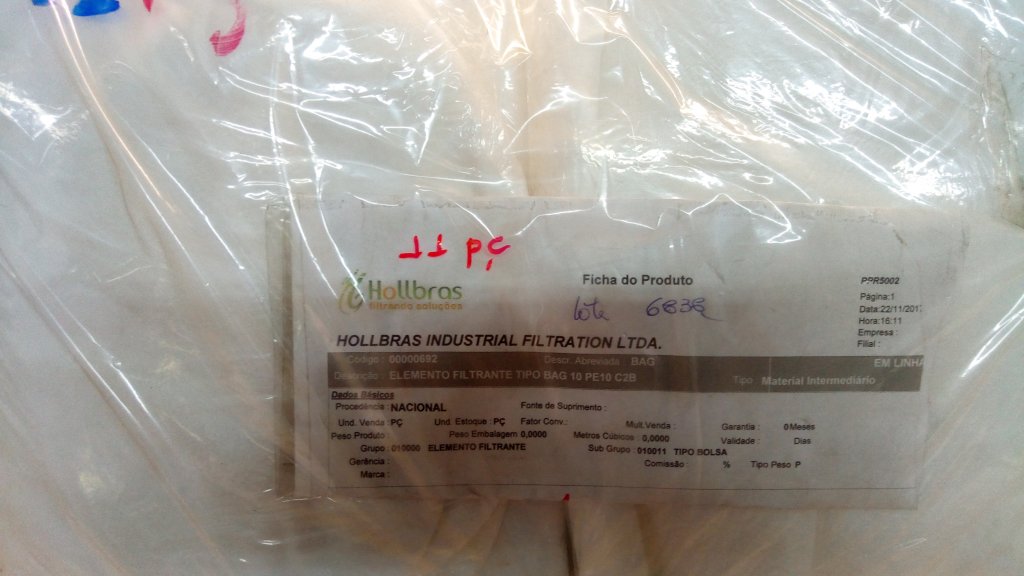 11 PÇ
Hollbras
filtrando soluções
Ficha do Produto
lote 6838
PPR5002
Página:1
Data:22/11/201
Hora:16:11
Empresa :
Filial :
HOLLBRAS INDUSTRIAL FILTRATION LTDA.
Código : 00000692 Descr. Abreviada BAG EM LINHA
Descrição : ELEMENTO FILTRANTE TIPO BAG 10 PE10 C2B Tipo Material Intermediário
Dados Básicos
Procedência : NACIONAL Fonte de Suprimento :
Und. Venda : PÇ Und. Estoque : PÇ Fator Conv.: Mult.Venda : Garantia : 0 Meses
Peso Produto : Peso Embalagem 0,0000 Metros Cúbicos : 0,0000 Validade : Dias
Grupo : 010000 ELEMENTO FILTRANTE Sub Grupo : 010011 TIPO BOLSA
Gerência : Comissão % Tipo Peso P
Marca :